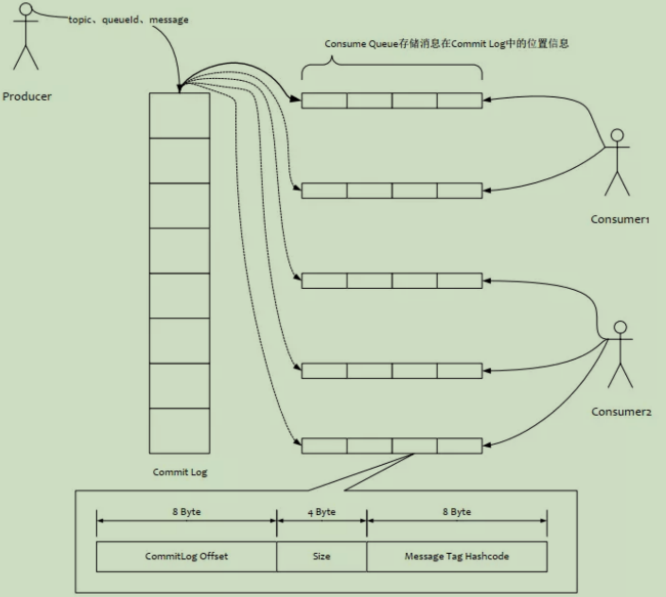 topic、queueId、message
Consume Queue存储消息在Commit Log中的位置信息
Producer
Consumer1
Consumer2
Commit Log
8 Byte
4 Byte
8 Byte
CommitLog Offset
Size
Message Tag Hashcode